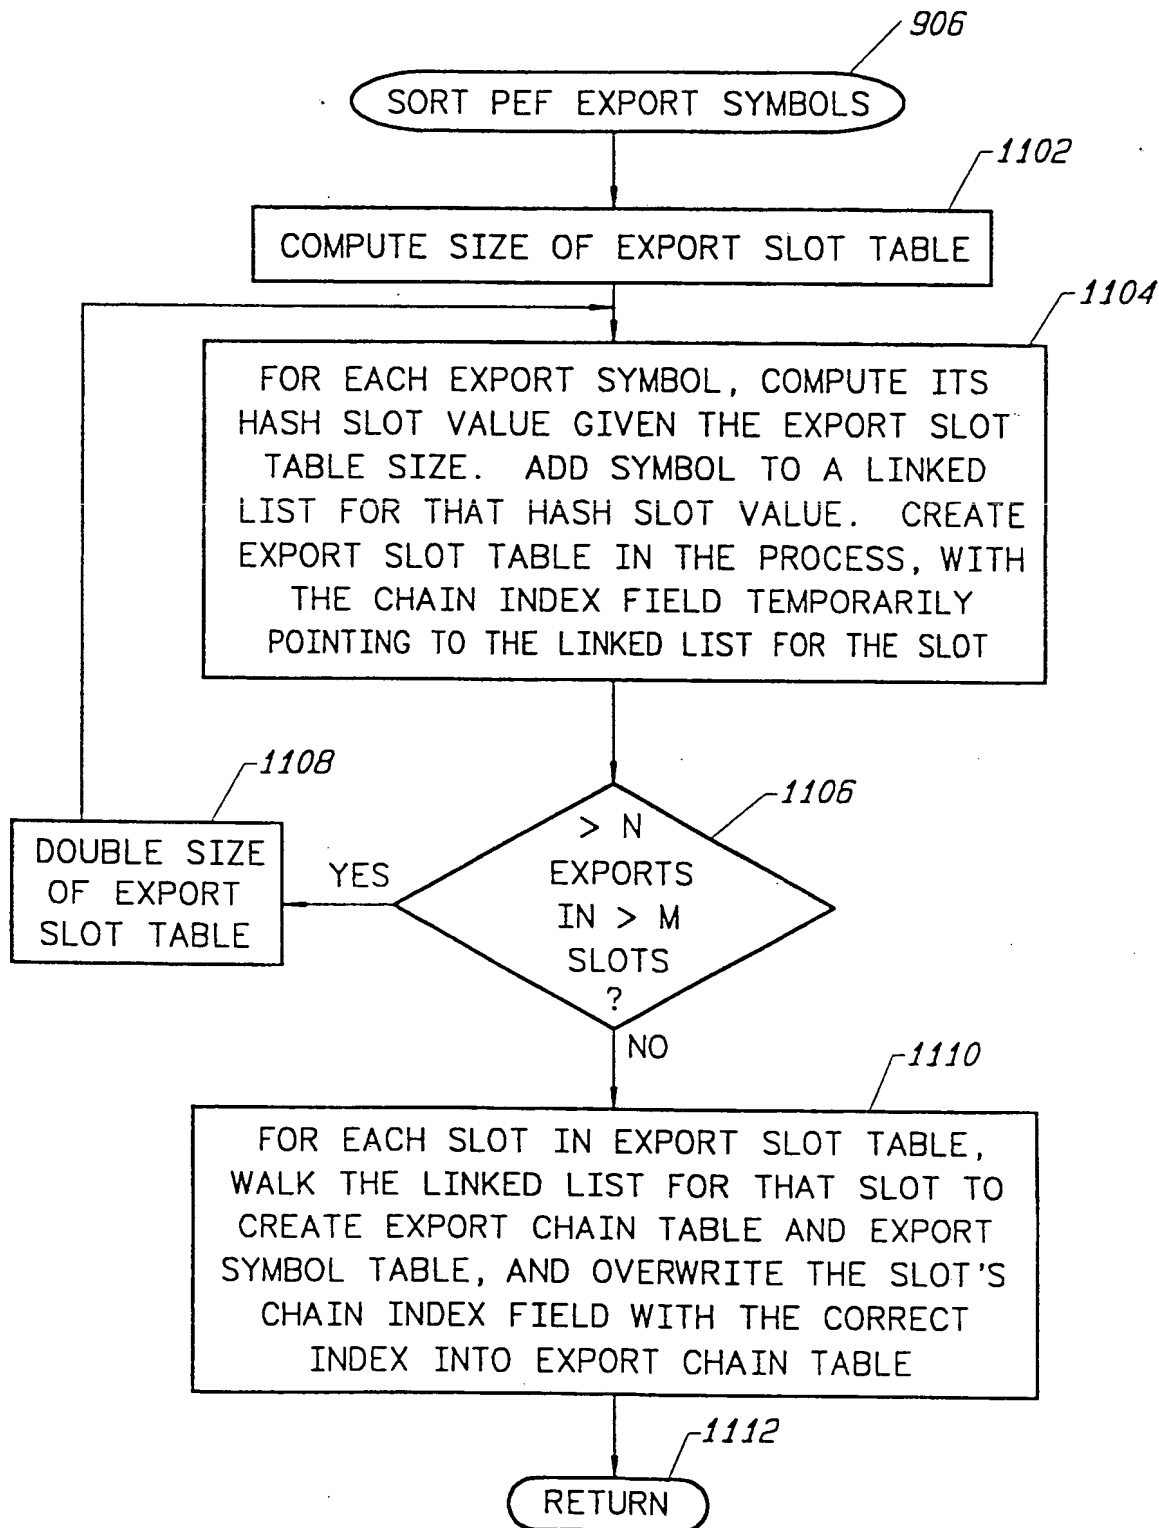 906
SORT PEF EXPORT SYMBOLS
1102
COMPUTE SIZE OF EXPORT SLOT TABLE
1104
FOR EACH EXPORT SYMBOL, COMPUTE ITS
HASH SLOT VALUE GIVEN THE EXPORT SLOT
TABLE SIZE. ADD SYMBOL TO A LINKED
LIST FOR THAT HASH SLOT VALUE. CREATE
EXPORT SLOT TABLE IN THE PROCESS, WITH
THE CHAIN INDEX FIELD TEMPORARILY
POINTING TO THE LINKED LIST FOR THE SLOT
1108
DOUBLE SIZE
OF EXPORT
SLOT TABLE
YES
1106
> N
EXPORTS
IN > M
SLOTS
?
NO
1110
FOR EACH SLOT IN EXPORT SLOT TABLE,
WALK THE LINKED LIST FOR THAT SLOT TO
CREATE EXPORT CHAIN TABLE AND EXPORT
SYMBOL TABLE, AND OVERWRITE THE SLOT'S
CHAIN INDEX FIELD WITH THE CORRECT
INDEX INTO EXPORT CHAIN TABLE
1112
RETURN